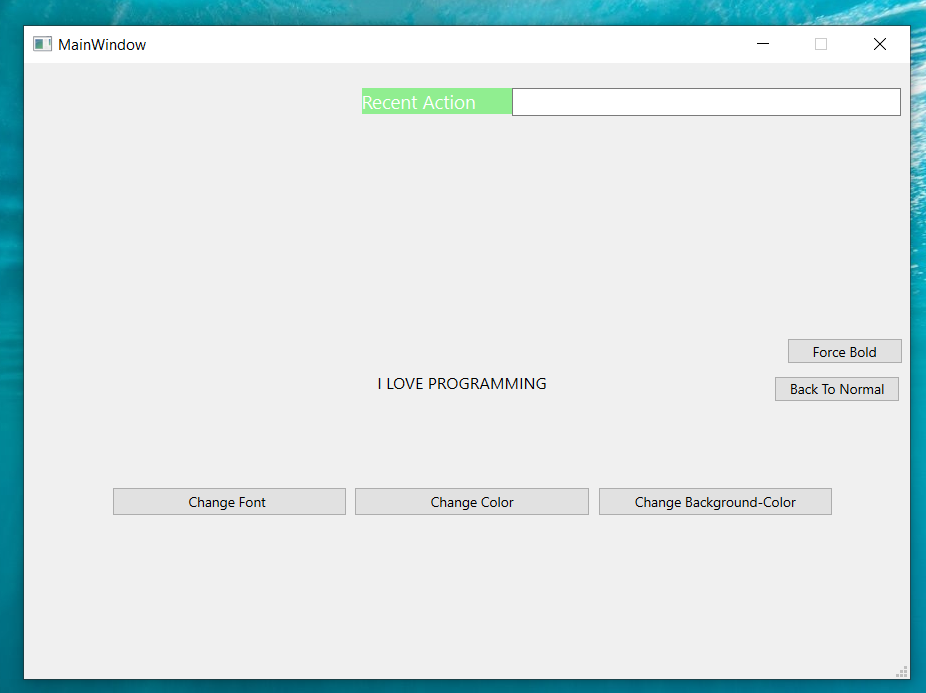 MainWindow
Recent Action
Force Bold
I LOVE PROGRAMMING
Back To Normal
Change Font
Change Color
Change Background-Color